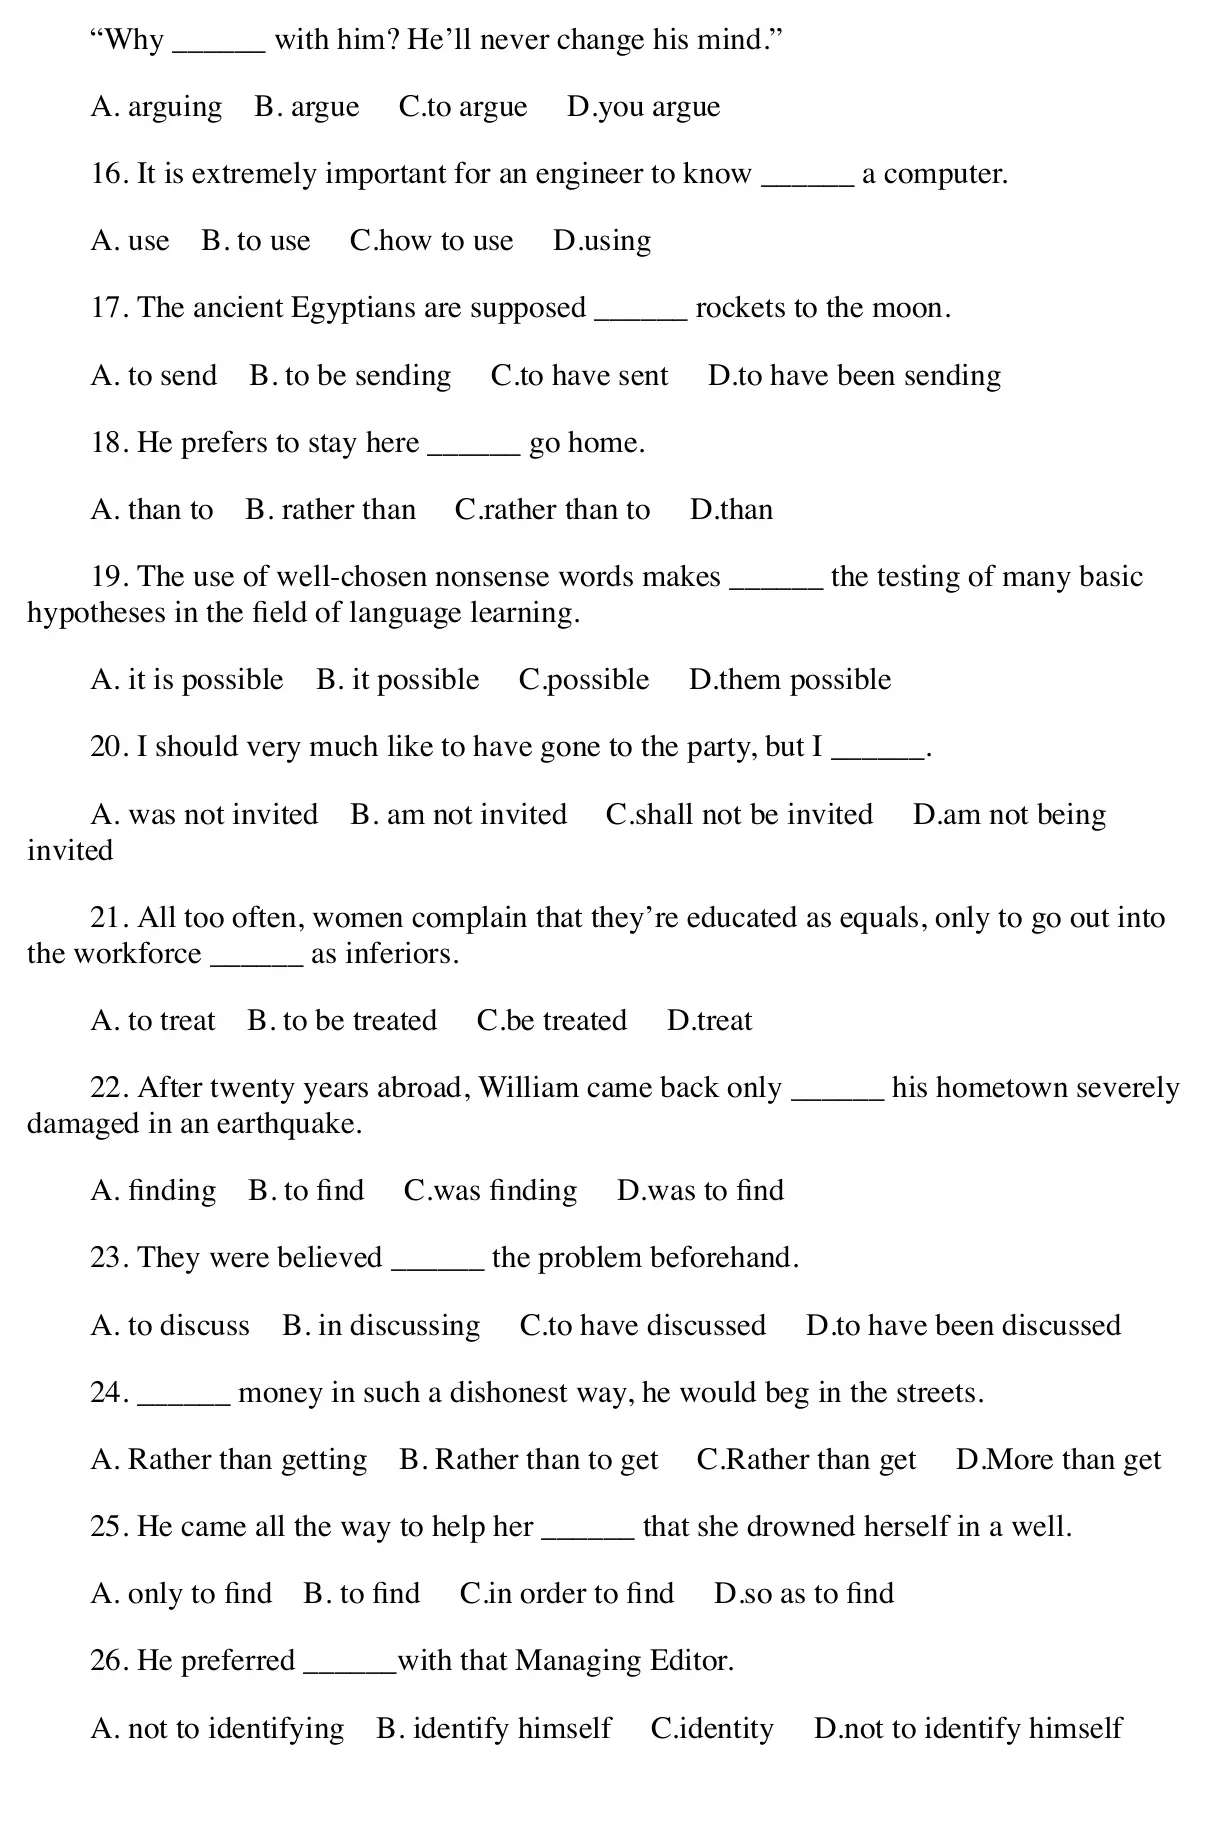 “Why ______ with him? He’ll never change his mind.”
A. arguing B. argue C.to argue D.you argue
16. It is extremely important for an engineer to know ______ a computer.
A. use B. to use C.how to use D.using
17. The ancient Egyptians are supposed ______ rockets to the moon.
A. to send B. to be sending C.to have sent D.to have been sending
18. He prefers to stay here ______ go home.
A. than to B. rather than C.rather than to D.than
19. The use of well-chosen nonsense words makes ______ the testing of many basic
hypotheses in the field of language learning.
A. it is possible B. it possible C.possible D.them possible
20. I should very much like to have gone to the party, but I ______.
A. was not invited B. am not invited C.shall not be invited D.am not being
invited
21. All too often, women complain that they’re educated as equals, only to go out into
the workforce ______ as inferiors.
A. to treat B. to be treated C.be treated D.treat
22. After twenty years abroad, William came back only ______ his hometown severely
damaged in an earthquake.
A. finding B. to find C.was finding D.was to find
23. They were believed ______ the problem beforehand.
A. to discuss B. in discussing C.to have discussed D.to have been discussed
24. ______ money in such a dishonest way, he would beg in the streets.
A. Rather than getting B. Rather than to get C.Rather than get D.More than get
25. He came all the way to help her ______ that she drowned herself in a well.
A. only to find B. to find C.in order to find D.so as to find
26. He preferred ______with that Managing Editor.
A. not to identifying B. identify himself C.identity D.not to identify himself